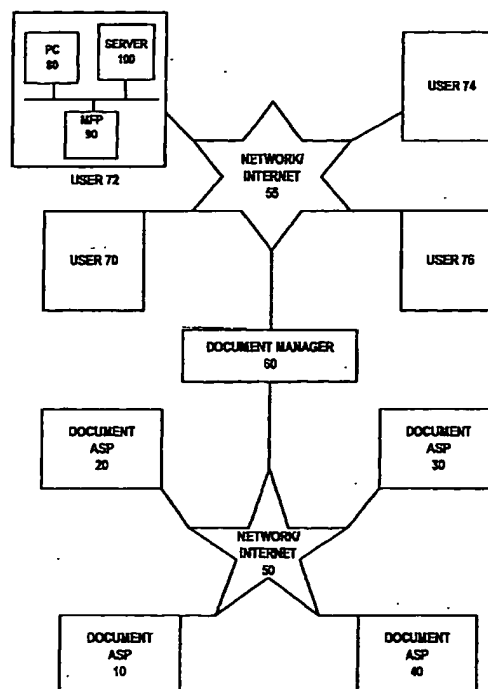 PC
80
SERVER
100
MFP
90
USER 72
USER 74
NETWORK/
INTERNET
55
USER 70
USER 76
DOCUMENT MANAGER
60
DOCUMENT
ASP
20
DOCUMENT
ASP
30
NETWORK/
INTERNET
50
DOCUMENT
ASP
10
DOCUMENT
ASP
40